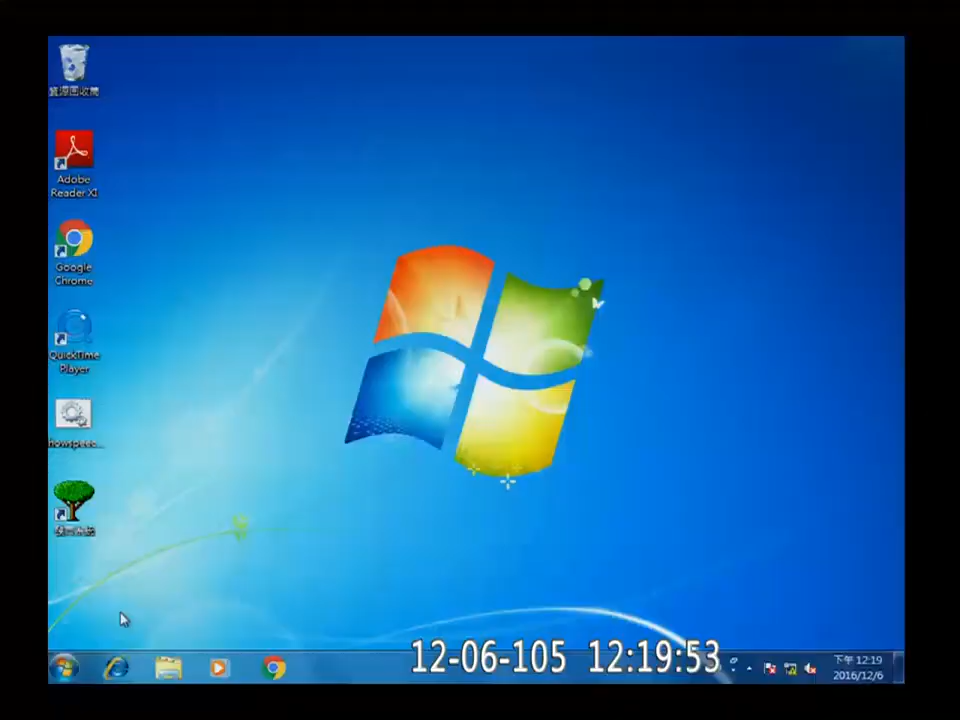 資源回收筒
Adobe
Reader XI
Google
Chrome
QuickTime
Player
12-06-105 12:19:53
下午 12:19
2016/12/6